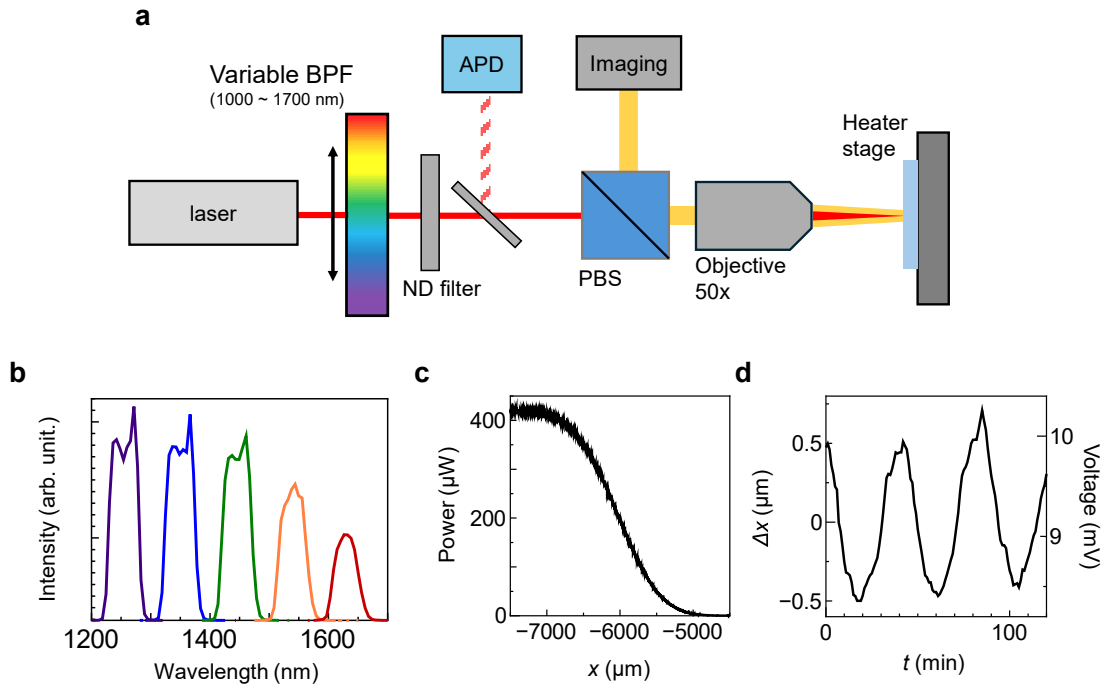 a
Variable BPF
(1000 ~ 1700 nm)
APD
Imaging
Heater
stage
laser
ND filter
PBS
Objective
50x
b
Intensity (arb. unit.)
1200
1400
1600
Wavelength (nm)
c
Power (µW)
400
200
0
−7000
−6000
−5000
x (µm)
d
Δx (µm)
0.5
0
−0.5
10
9
Voltage (mV)
0
100
t (min)